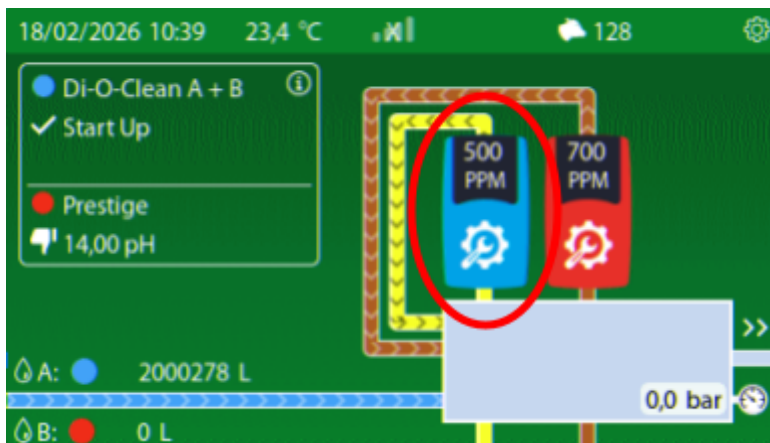 18/02/2026 10:39 23,4 °C 128
Di-O-Clean A + B
Start Up
Prestige
14,00 pH
500 PPM
700 PPM
A: 2000278 L
0,0 bar
B: 0 L